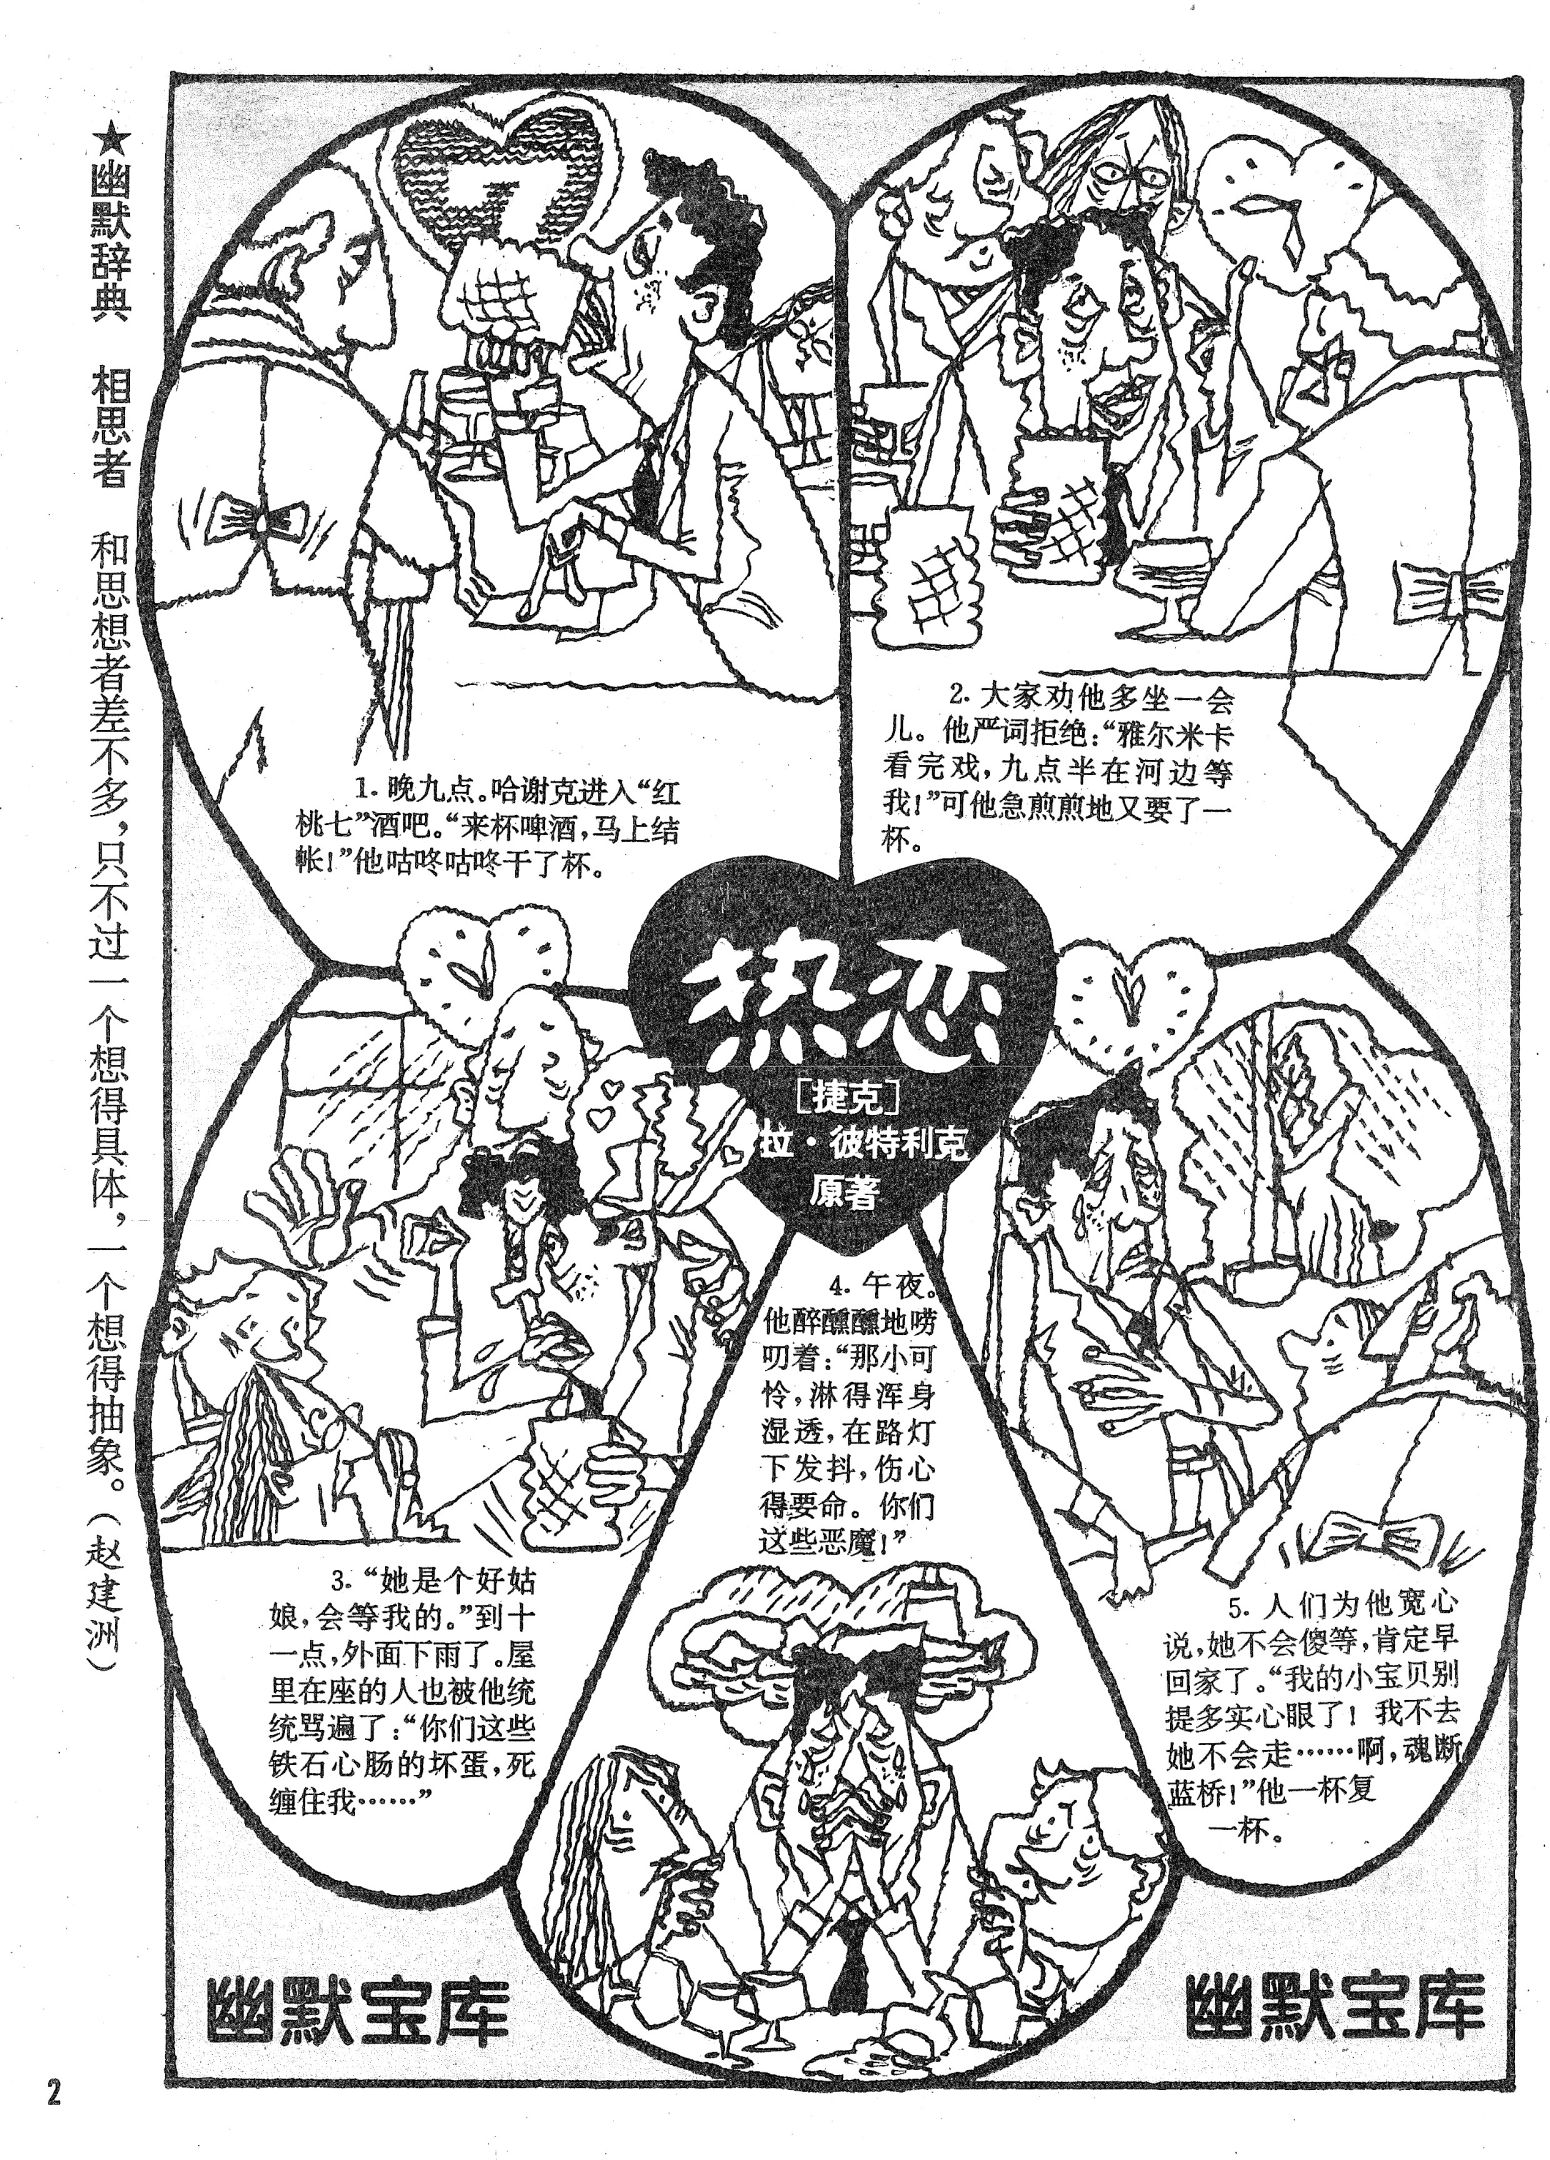 ★幽默辞典 相思者 和思想者差不多，只不过一个想得具体，一个想得抽象。（赵建洲）
1. 晚九点。哈谢克进入“红
桃七”酒吧。“来杯啤酒，马上结
帐！”他咕咚咕咚干了杯。
2. 大家劝他多坐一会
儿。他严词拒绝：“雅尔米卡
看完戏，九点半在河边等
我！”可他急煎煎地又要了一
杯。
热恋
［捷克］
拉·彼特利克
原著
3. “她是个好姑
娘，会等我的。”到十
一点，外面下雨了。屋
里在座的人也被他统
统骂遍了：“你们这些
铁石心肠的坏蛋，死
缠住我……”
4. 午夜。
他醉醺醺地唠
叨着：“那小可
怜，淋得浑身
湿透，在路灯
下发抖，伤心
得要命。你们
这些恶魔！”
5. 人们为他宽心
说，她不会傻等，肯定早
回家了。“我的小宝贝别
提多实心眼了！我不去
她不会走……啊，魂断
蓝桥！”他一杯复
一杯。
幽默宝库
幽默宝库
2